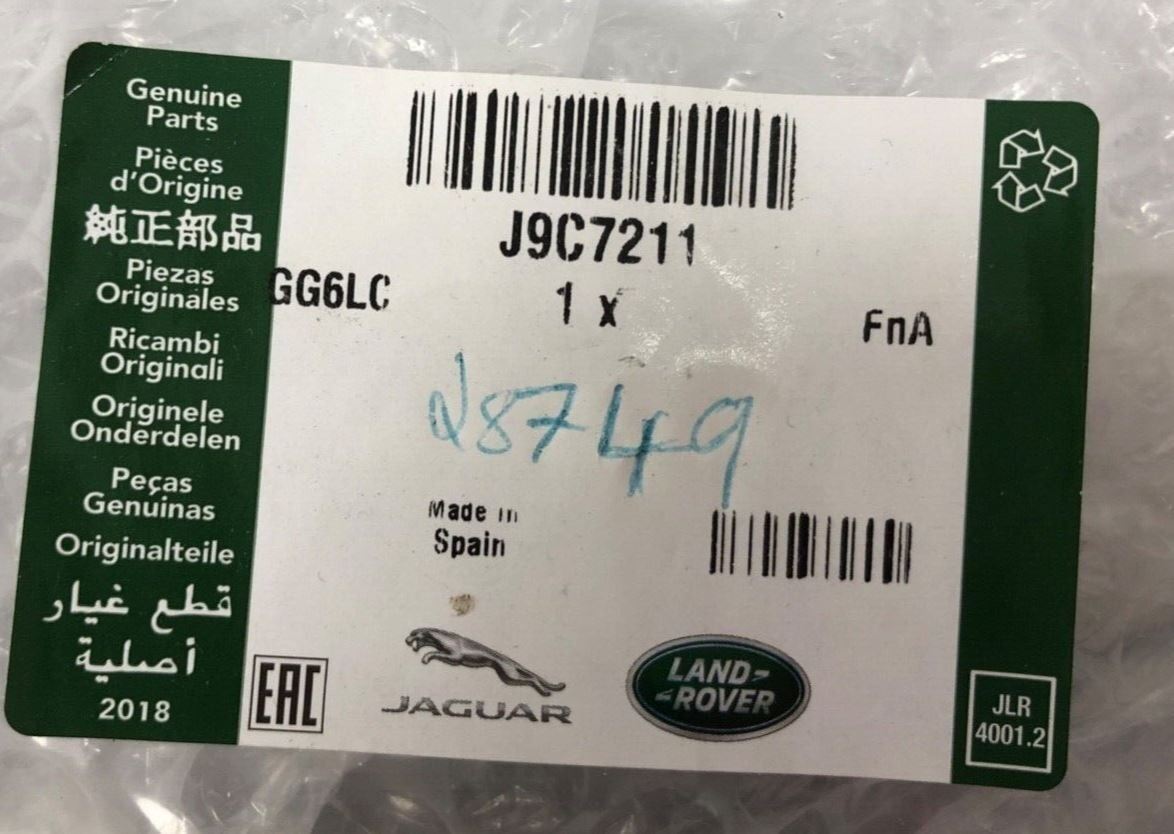 Genuine
Parts
Pièces
d'Origine
純正部品
Piezas
Originales
Ricambi
Originali
Originele
Onderdelen
Peças
Genuinas
Originalteile
قطع غيار
أصلية
2018
J9C7211
GG6LC
1 x
FnA
Made in
Spain
EAC
JAGUAR
LAND-
-ROVER
JLR
4001.2